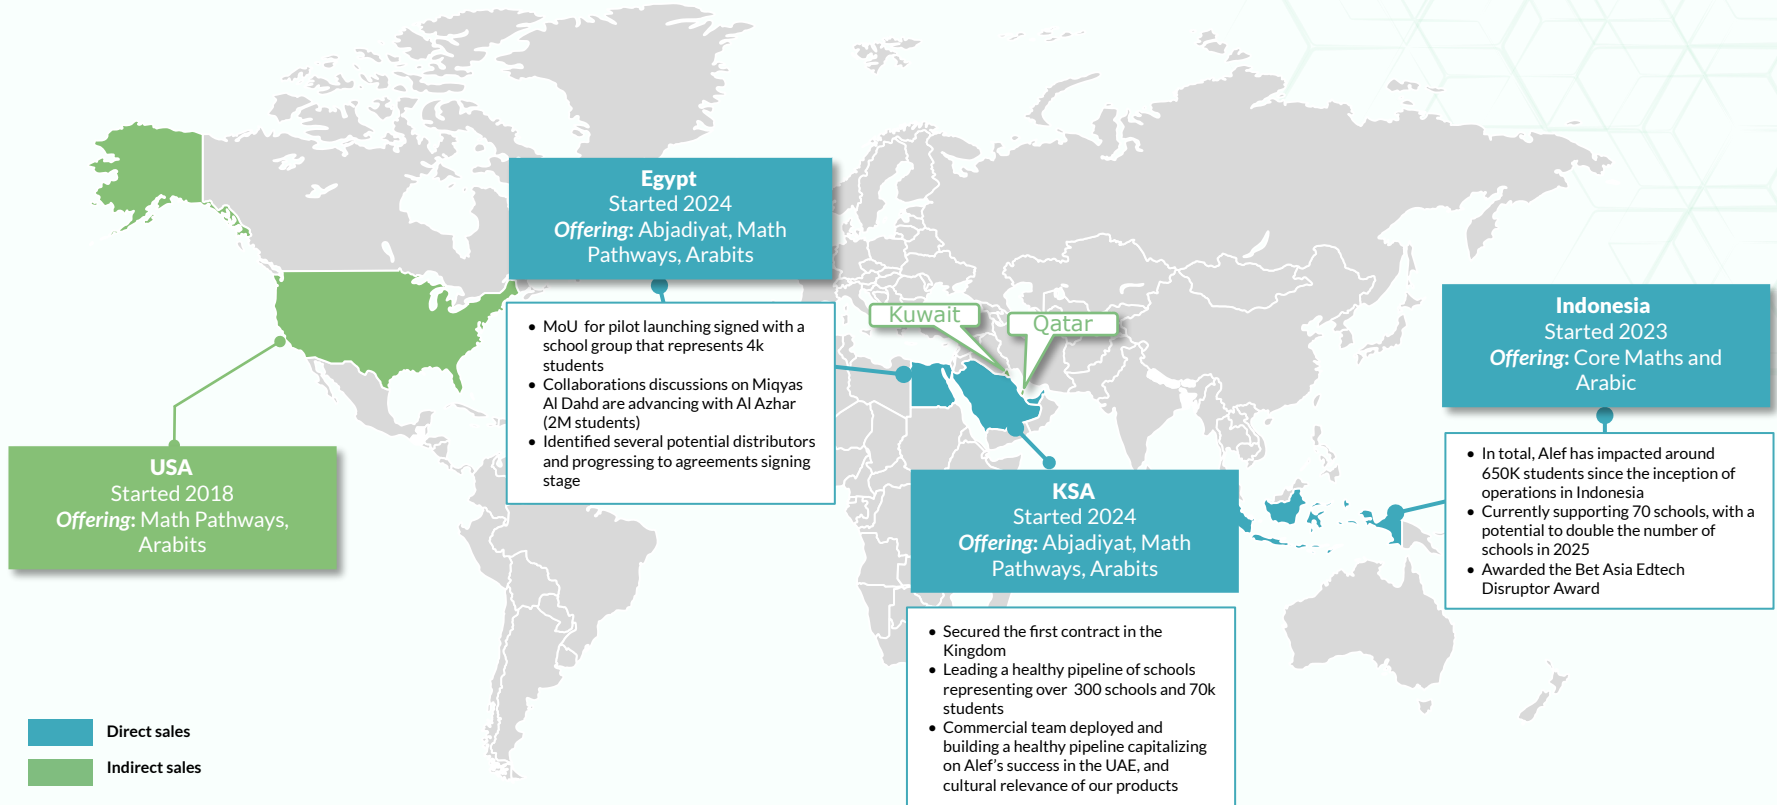 Egypt
Started 2024
Offering: Abjadiyat, Math
Pathways, Arabits
• MoU for pilot launching signed with a
school group that represents 4k
students
• Collaborations discussions on Miqyas
Al Dahd are advancing with Al Azhar
(2M students)
• Identified several potential distributors
and progressing to agreements signing
stage
Kuwait
Qatar
Indonesia
Started 2023
Offering: Core Maths and
Arabic
• In total, Alef has impacted around
650K students since the inception of
operations in Indonesia
• Currently supporting 70 schools, with a
potential to double the number of
schools in 2025
• Awarded the Bet Asia Edtech
Disruptor Award
USA
Started 2018
Offering: Math Pathways,
Arabits
KSA
Started 2024
Offering: Abjadiyat, Math
Pathways, Arabits
• Secured the first contract in the
Kingdom
• Leading a healthy pipeline of schools
representing over 300 schools and 70k
students
• Commercial team deployed and
building a healthy pipeline capitalizing
on Alef's success in the UAE, and
cultural relevance of our products
Direct sales
Indirect sales